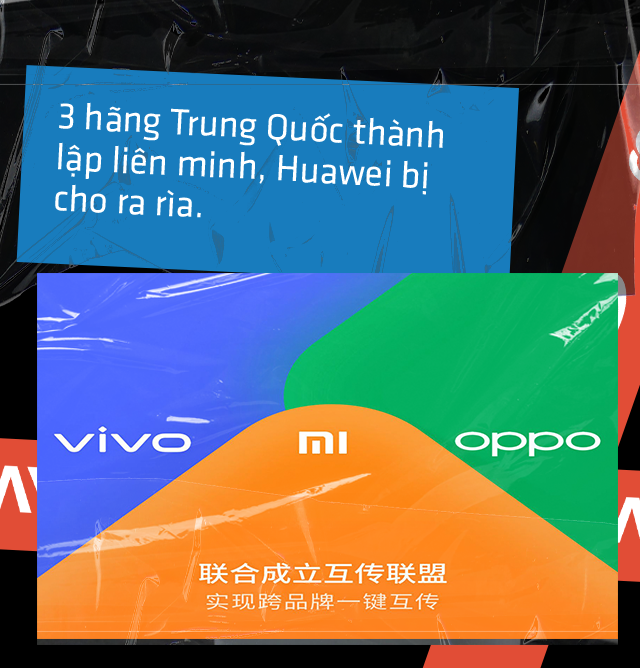 3 hãng Trung Quốc thành
lập liên minh, Huawei bị
cho ra rìa.
vivo
mi
oppo
联合成立互传联盟
实现跨品牌一键互传